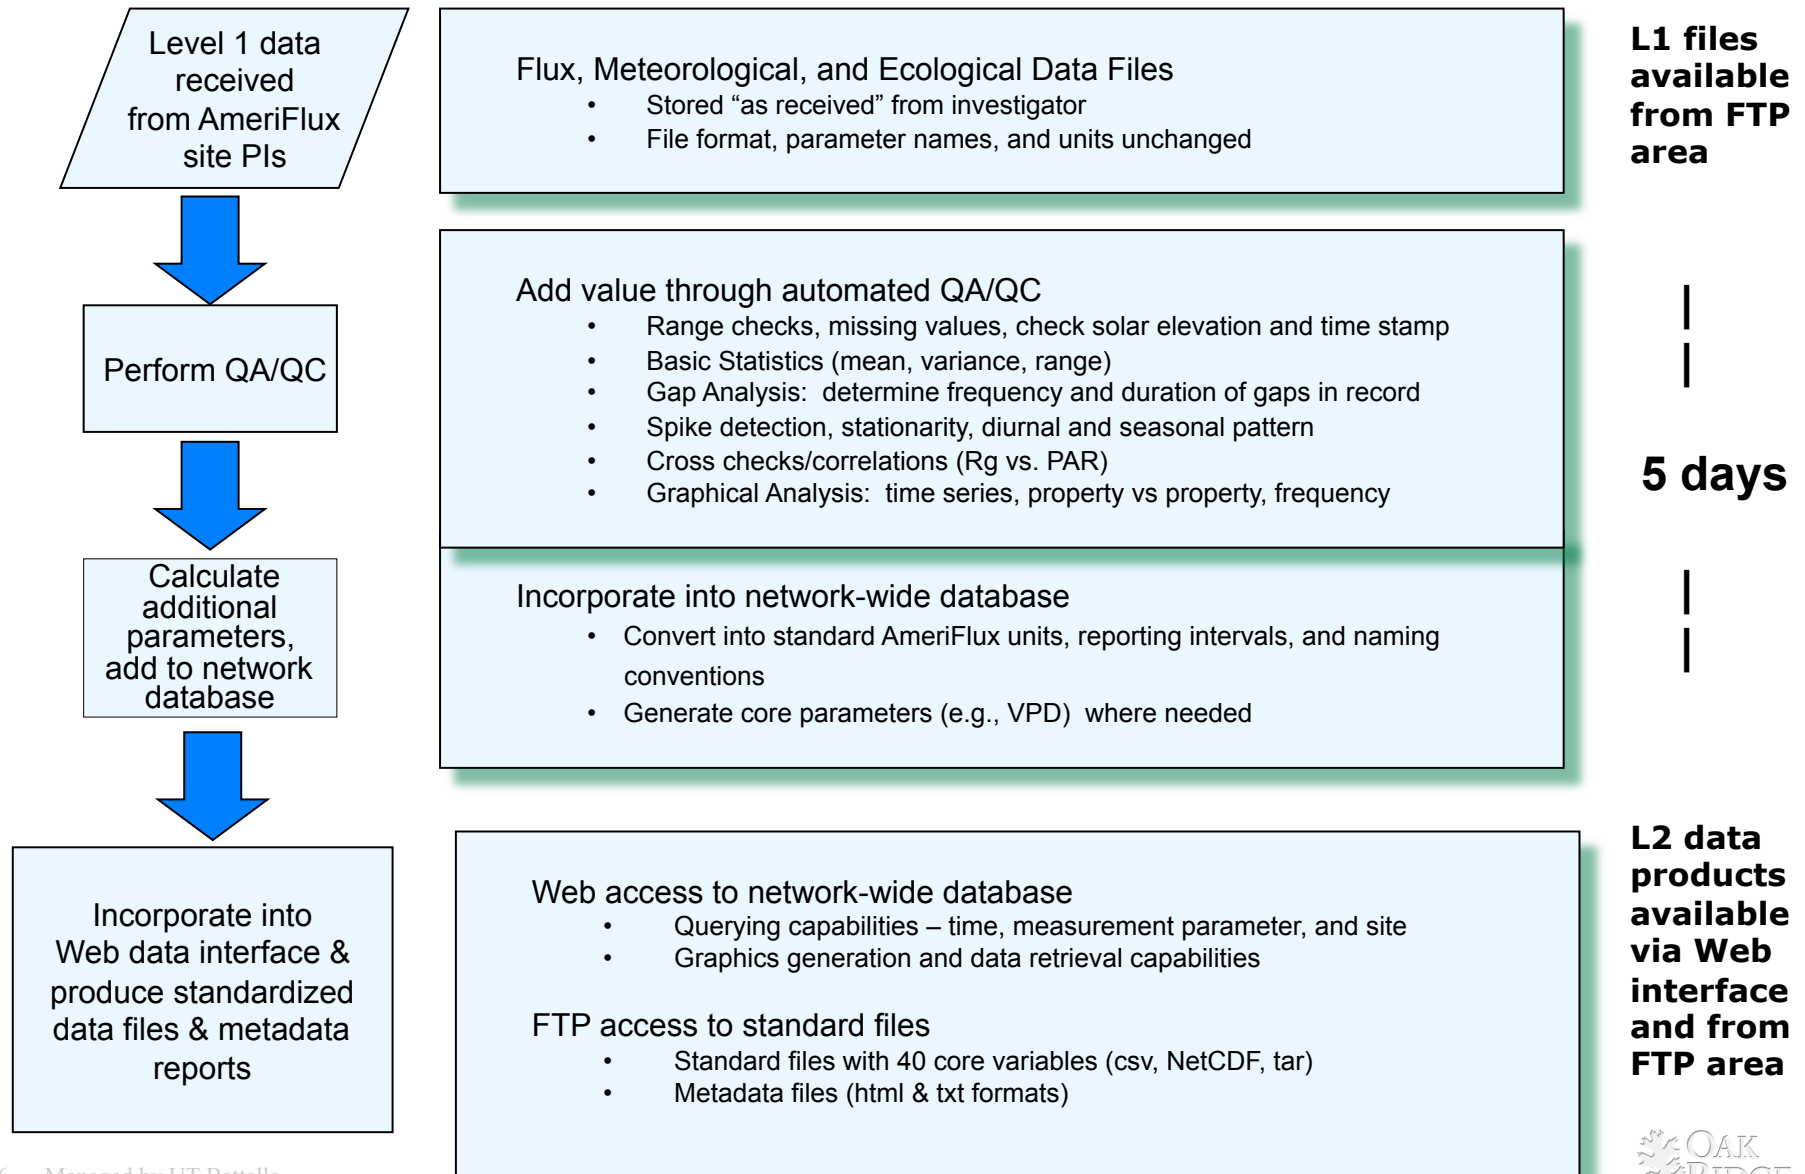 Level 1 data
received
from AmeriFlux
site PIs
Flux, Meteorological, and Ecological Data Files
• Stored “as received” from investigator
• File format, parameter names, and units unchanged
L1 files
available
from FTP
area
Perform QA/QC
Add value through automated QA/QC
• Range checks, missing values, check solar elevation and time stamp
• Basic Statistics (mean, variance, range)
• Gap Analysis: determine frequency and duration of gaps in record
• Spike detection, stationarity, diurnal and seasonal pattern
• Cross checks/correlations (Rg vs. PAR)
• Graphical Analysis: time series, property vs property, frequency
|
|
5 days
|
|
Calculate
additional
parameters,
add to network
database
Incorporate into network-wide database
• Convert into standard AmeriFlux units, reporting intervals, and naming
conventions
• Generate core parameters (e.g., VPD) where needed
Incorporate into
Web data interface &
produce standardized
data files & metadata
reports
Web access to network-wide database
• Querying capabilities – time, measurement parameter, and site
• Graphics generation and data retrieval capabilities
FTP access to standard files
• Standard files with 40 core variables (csv, NetCDF, tar)
• Metadata files (html & txt formats)
L2 data
products
available
via Web
interface
and from
FTP area
Managed by UT-Battelle
OAK
RIDGE